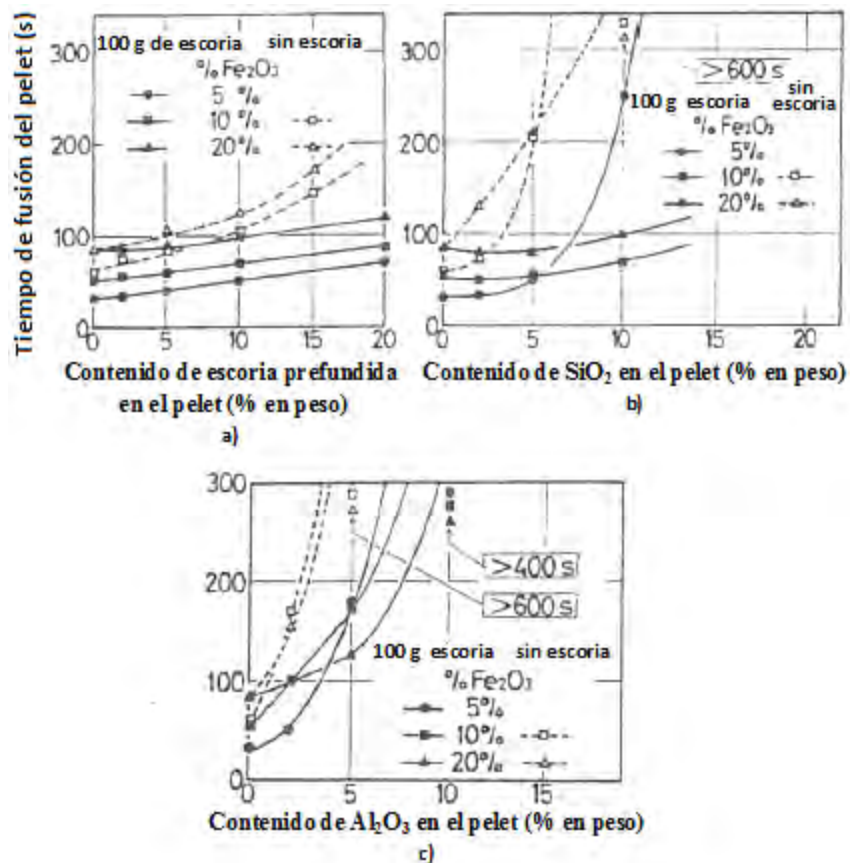 Tiempo de fusión del pelet (s)
300
200
100
0
100 g de escoria sin escoria
% Fe₂O₃
5 %
10 %
20 %
0 5 10 15 20
Contenido de escoria prefundida
en el pelet (% en peso)
a)
300
200
100
0
>600 s
100 g escoria sin
escoria
% Fe₂O₃
5%
10%
20%
0 5 10 15 20
Contenido de SiO₂ en el pelet (% en peso)
b)
300
200
100
0
>400 s
>600 s
100 g escoria sin escoria
% Fe₂O₃
5%
10%
20%
0 5 10 15
Contenido de Al₂O₃ en el pelet (% en peso)
c)